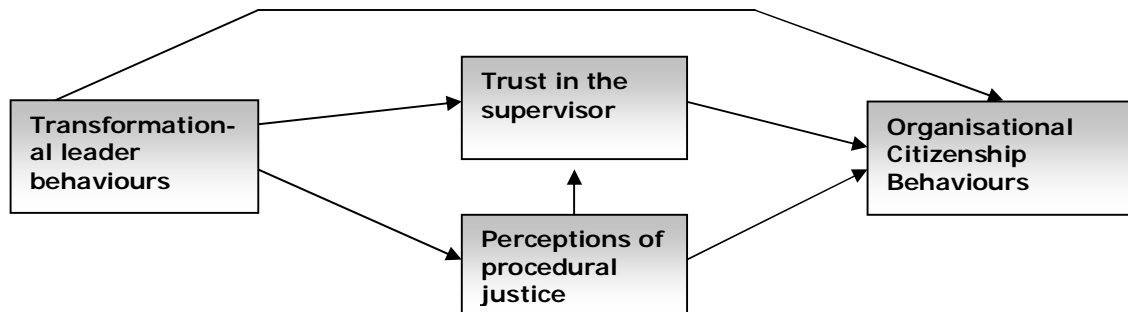 Transformation-
al leader
behaviours
Trust in the
supervisor
Perceptions of
procedural
justice
Organisational
Citizenship
Behaviours